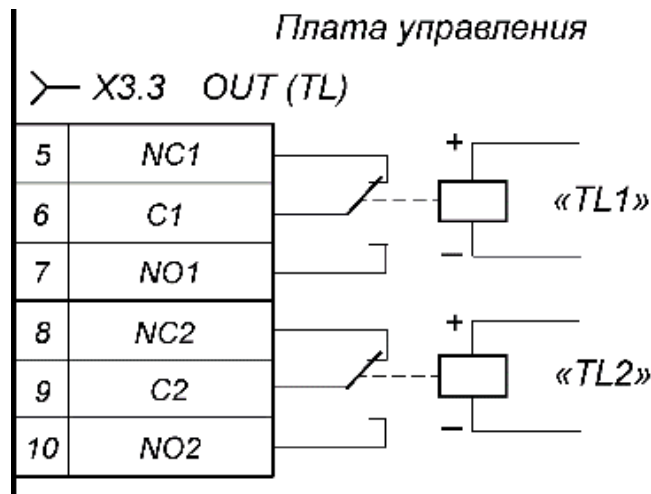 Плата управления
X3.3 OUT (TL)
5 NC1
6 C1
7 NO1
8 NC2
9 C2
10 NO2
+
«TL1»
–
+
«TL2»
–